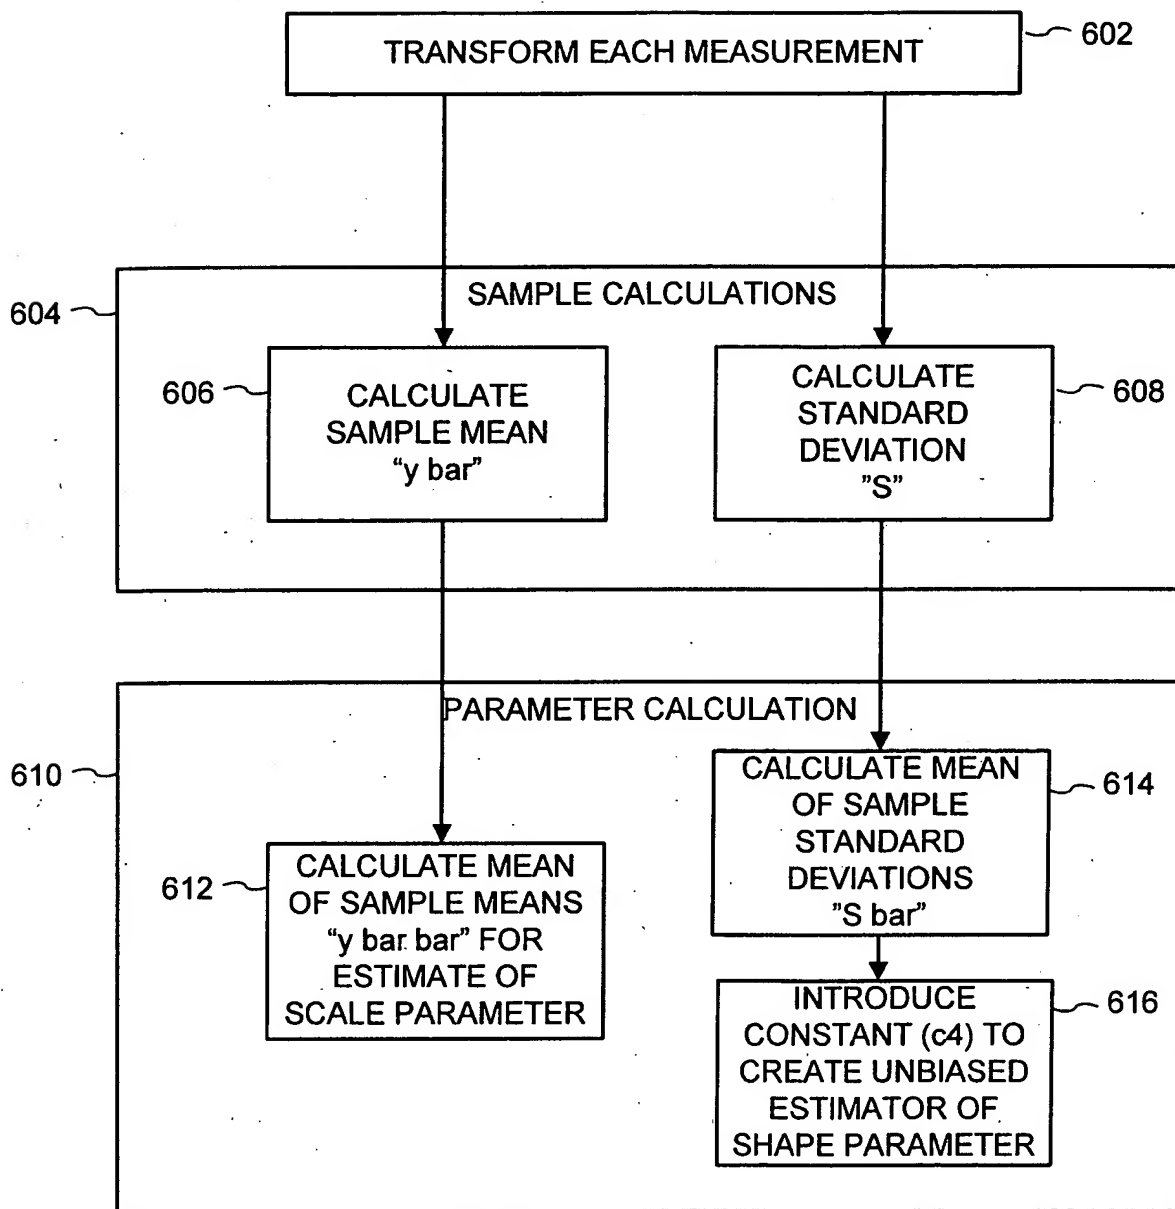 TRANSFORM EACH MEASUREMENT
602
SAMPLE CALCULATIONS
604
606
CALCULATE
SAMPLE MEAN
“y bar”
CALCULATE
STANDARD
DEVIATION
”S”
608
PARAMETER CALCULATION
610
612
CALCULATE MEAN
OF SAMPLE MEANS
“y bar bar” FOR
ESTIMATE OF
SCALE PARAMETER
CALCULATE MEAN
OF SAMPLE
STANDARD
DEVIATIONS
”S bar”
614
INTRODUCE
CONSTANT (c4) TO
CREATE UNBIASED
ESTIMATOR OF
SHAPE PARAMETER
616